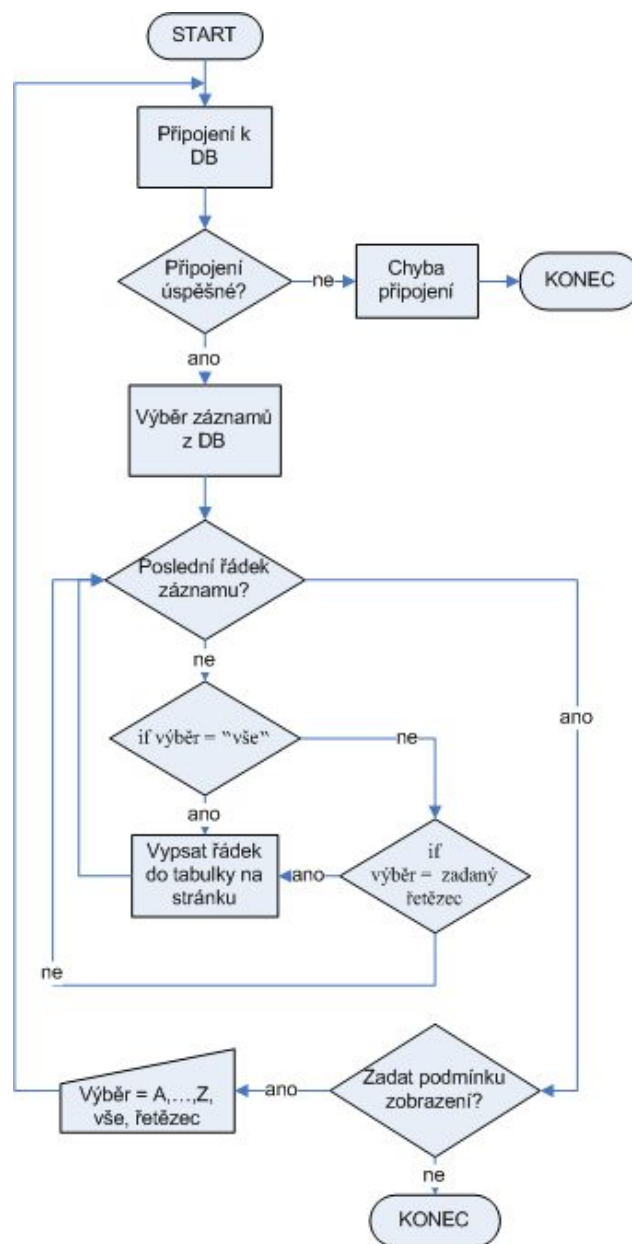 START
Připojení k
DB
Připojení
úspěšné?
ne
Chyba
připojení
KONEC
ano
Výběr záznamů
z DB
Poslední řádek
záznamu?
ne
ano
if výběr = "vše"
ne
ano
Vypsat řádek
do tabulky na
stránku
ano
if
výběr = zadaný
řetězec
ne
Zadat podmínku
zobrazení?
ano
Výběr = A,…,Z,
vše, řetězec
ne
KONEC